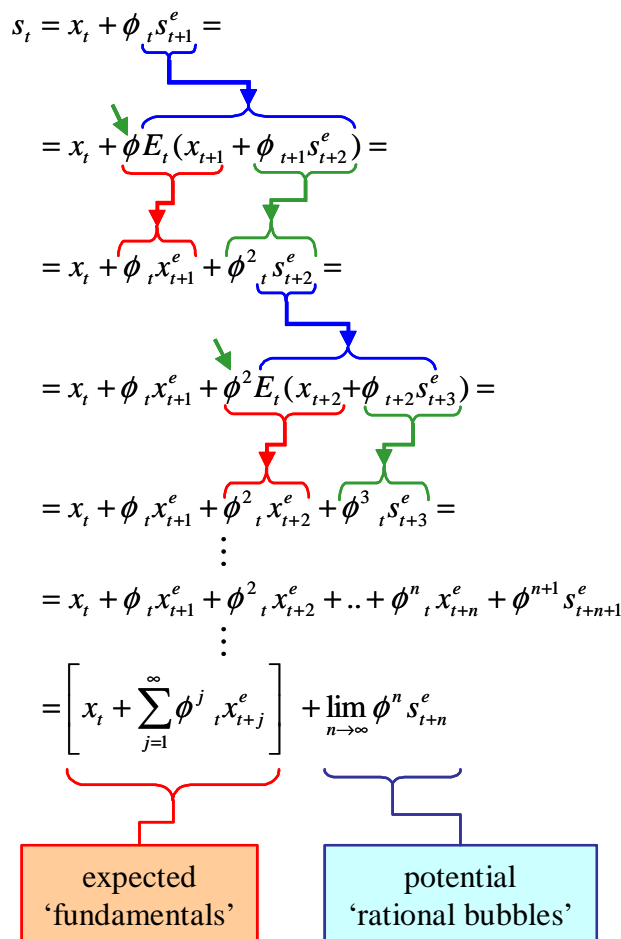 s_t = x_t + ϕ _t s^e_{t+1} =
= x_t + ϕE_t(x_{t+1} + ϕ _{t+1}s^e_{t+2}) =
= x_t + ϕ _t x^e_{t+1} + ϕ^2 _t s^e_{t+2} =
= x_t + ϕ _t x^e_{t+1} + ϕ^2 E_t(x_{t+2} + ϕ _{t+2}s^e_{t+3}) =
= x_t + ϕ _t x^e_{t+1} + ϕ^2 _t x^e_{t+2} + ϕ^3 _t s^e_{t+3} =
⋮
= x_t + ϕ _t x^e_{t+1} + ϕ^2 _t x^e_{t+2} + .. + ϕ^n _t x^e_{t+n} + ϕ^{n+1} s^e_{t+n+1}
⋮
= [x_t + ∑_{j=1}^{∞} ϕ^j _t x^e_{t+j}] + lim_{n→∞} ϕ^n s^e_{t+n}
expected
‘fundamentals’
potential
‘rational bubbles’